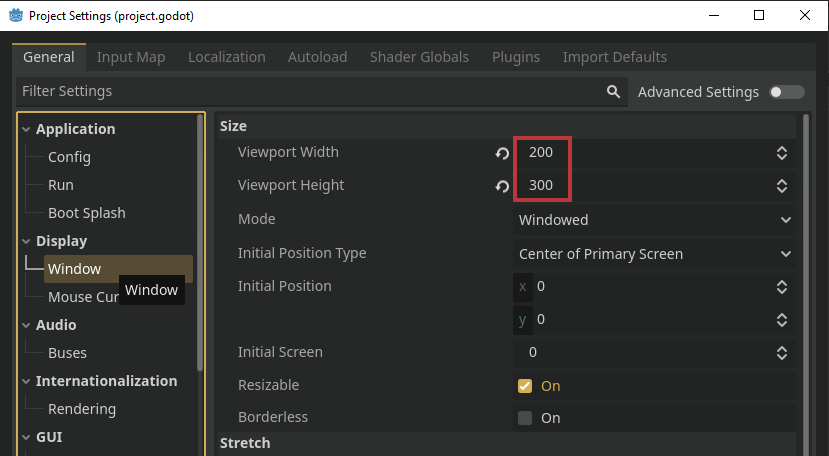 Project Settings (project.godot)
General Input Map Localization Autoload Shader Globals Plugins Import Defaults
Filter Settings Advanced Settings
Application
Config
Run
Boot Splash
Display
Window
Mouse Cur
Window
Audio
Buses
Internationalization
Rendering
GUI
Size
Viewport Width 200
Viewport Height 300
Mode Windowed
Initial Position Type Center of Primary Screen
Initial Position x 0
y 0
Initial Screen 0
Resizable On
Borderless On
Stretch